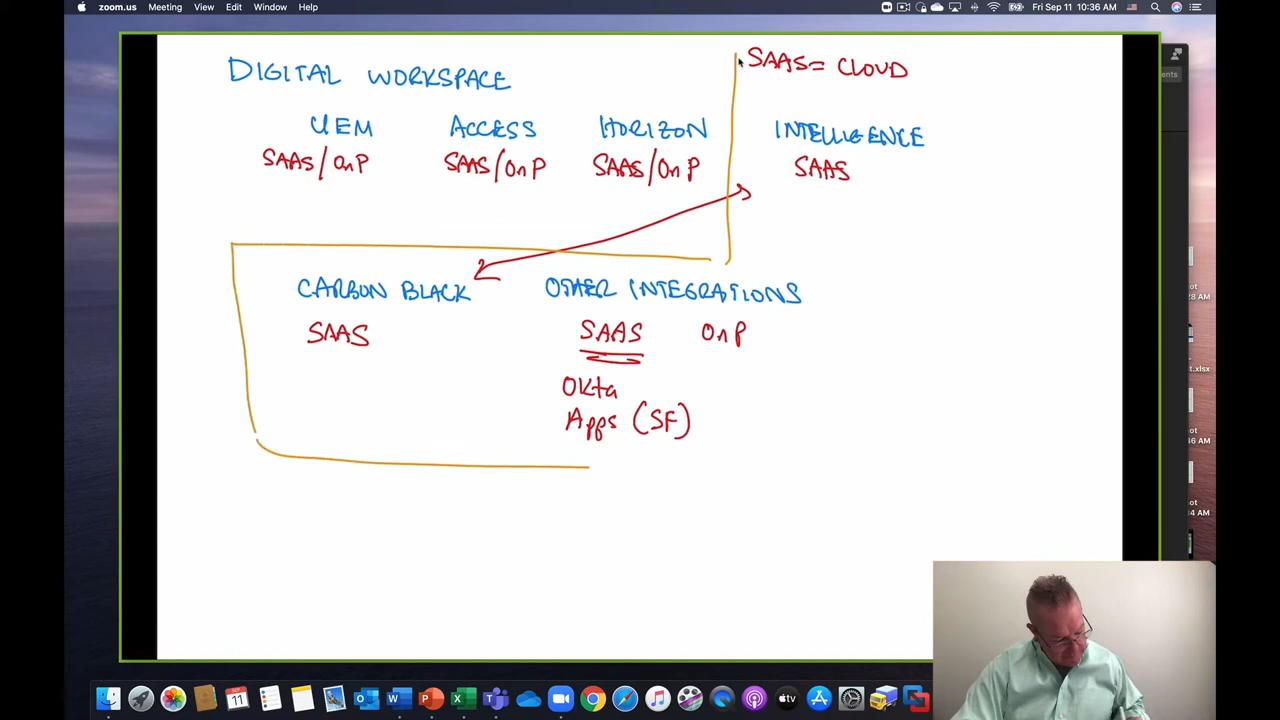 zoom.us Meeting View Edit Window Help Fri Sep 11 10:36 AM
SAAS= CLOUD
DIGITAL WORKSPACE
UEM ACCESS HORIZON INTELLIGENCE
SAAS/OnP SAAS/OnP SAAS/OnP SAAS
CARBON BLACK OTHER INTEGRATIONS
SAAS SAAS OnP
Okta
Apps (SF)